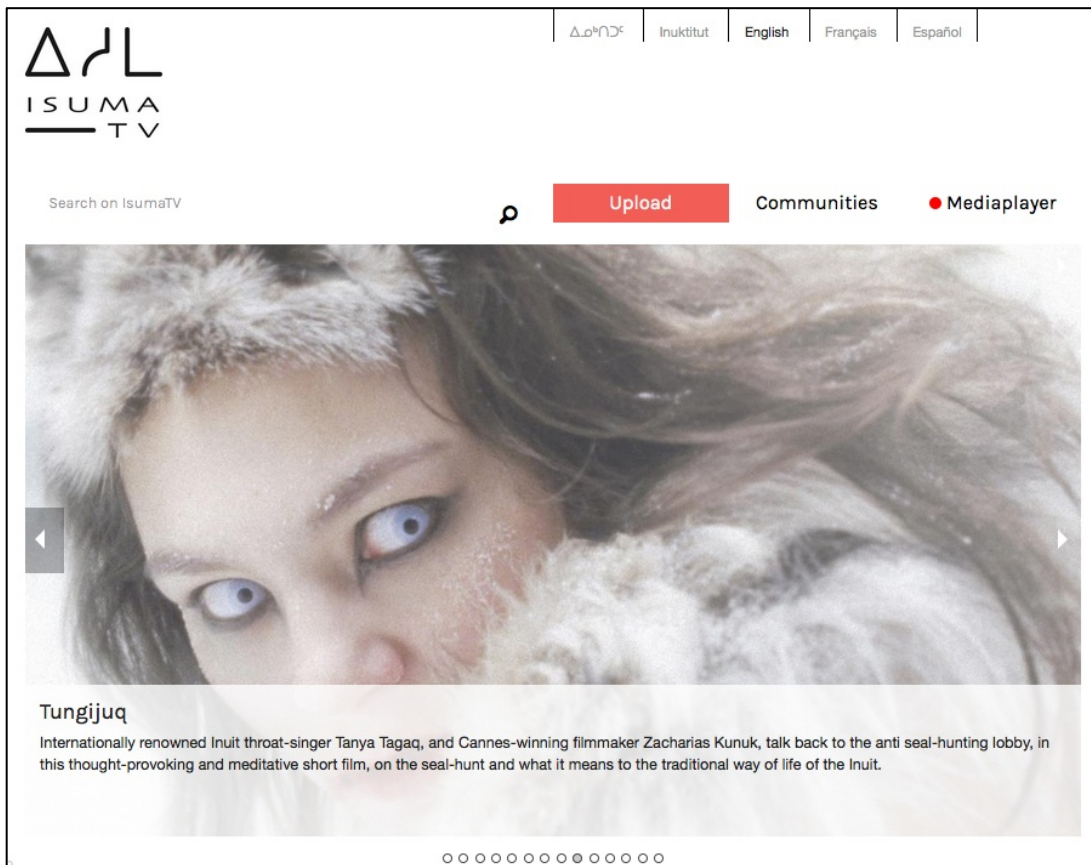 ᐃᓄᒃᑎᑐᑦ
Inuktitut
English
Français
Español
ᐃᓱᒪ
ISUMA
TV
Search on IsumaTV
Upload
Communities
Mediaplayer
Tungijuq
Internationally renowned Inuit throat-singer Tanya Tagaq, and Cannes-winning filmmaker Zacharias Kunuk, talk back to the anti seal-hunting lobby, in
this thought-provoking and meditative short film, on the seal-hunt and what it means to the traditional way of life of the Inuit.